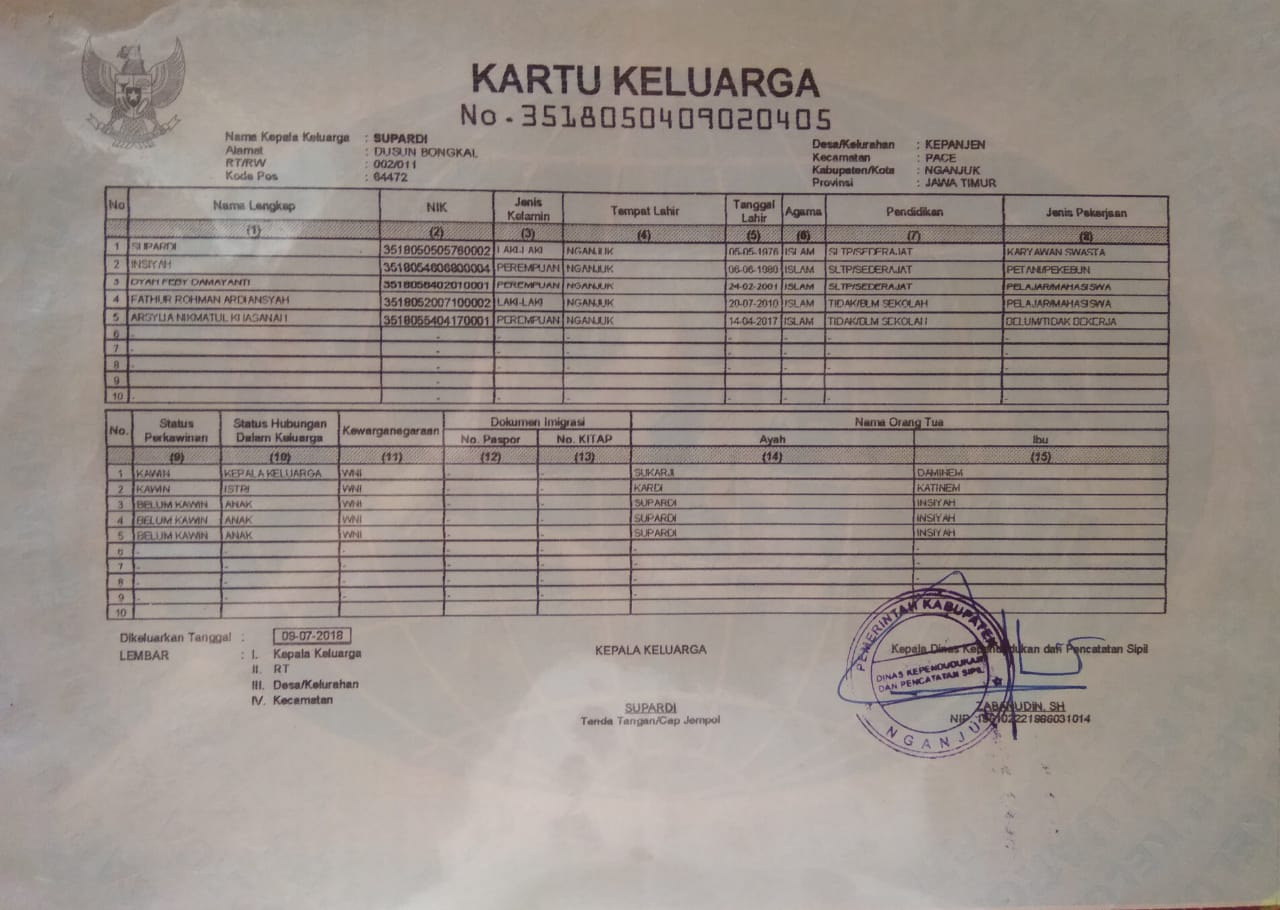 KARTU KELUARGA
No. 3518050409020405
Nama Kepala Keluarga : SUPARDI
Alamat : DUSUN BONGKAL
RT/RW : 002/011
Kode Pos : 64472
Desa/Kelurahan : KEPANJEN
Kecamatan : PACE
Kabupaten/Kota : NGANJUK
Provinsi : JAWA TIMUR
No Nama Lengkap NIK Jenis Kelamin Tempat Lahir Tanggal Lahir Agama Pendidikan Jenis Pekerjaan
(1) (2) (3) (4) (5) (6) (7) (8)
1 SUPARDI 3518050505760002 LAKI-LAKI NGANJUK 05-05-1976 ISLAM SLTP/SEDERAJAT KARYAWAN SWASTA
2 INSIYAH 3518054606800004 PEREMPUAN NGANJUK 06-06-1980 ISLAM SLTP/SEDERAJAT PETANI/PEKEBUN
3 DYAH FEBY DAMAYANTI 3518056402010001 PEREMPUAN NGANJUK 24-02-2001 ISLAM SLTP/SEDERAJAT PELAJAR/MAHASISWA
4 FATHUR ROHMAN ARDIANSYAH 3518052007100002 LAKI-LAKI NGANJUK 20-07-2010 ISLAM TIDAK/BLM SEKOLAH PELAJAR/MAHASISWA
5 NIKMATUL KHASANAH 3518055404170001 PEREMPUAN NGANJUK 14-04-2017 ISLAM TIDAK/BLM SEKOLAH BELUM/TIDAK BEKERJA
6 - - - - - - - -
7 - - - - - - - -
8 - - - - - - - -
9 - - - - - - - -
10 - - - - - - - -
No. Status Perkawinan Status Hubungan Dalam Keluarga Kewarganegaraan Dokumen Imigrasi Nama Orang Tua
No. Paspor No. KITAP Ayah Ibu
(9) (10) (11) (12) (13) (14) (15)
1 KAWIN KEPALA KELUARGA WNI - - SUKARJI DAMINEM
2 KAWIN ISTRI WNI - - KARDI KATINEM
3 BELUM KAWIN ANAK WNI - - SUPARDI INSIYAH
4 BELUM KAWIN ANAK WNI - - SUPARDI INSIYAH
5 BELUM KAWIN ANAK WNI - - SUPARDI INSIYAH
6 - - - - - - -
7 - - - - - - -
8 - - - - - - -
9 - - - - - - -
10 - - - - - - -
Dikeluarkan Tanggal : 09-07-2018
LEMBAR : I. Kepala Keluarga
II. RT
III. Desa/Kelurahan
IV. Kecamatan
KEPALA KELUARGA
SUPARDI
Tanda Tangan/Cap Jempol
Kepala Dinas Kependudukan dan Pencatatan Sipil
PEMERINTAH KABUPATEN
DINAS KEPENDUDUKAN
DAN PENCATATAN SIPIL
NGANJUK
SH
NIP.